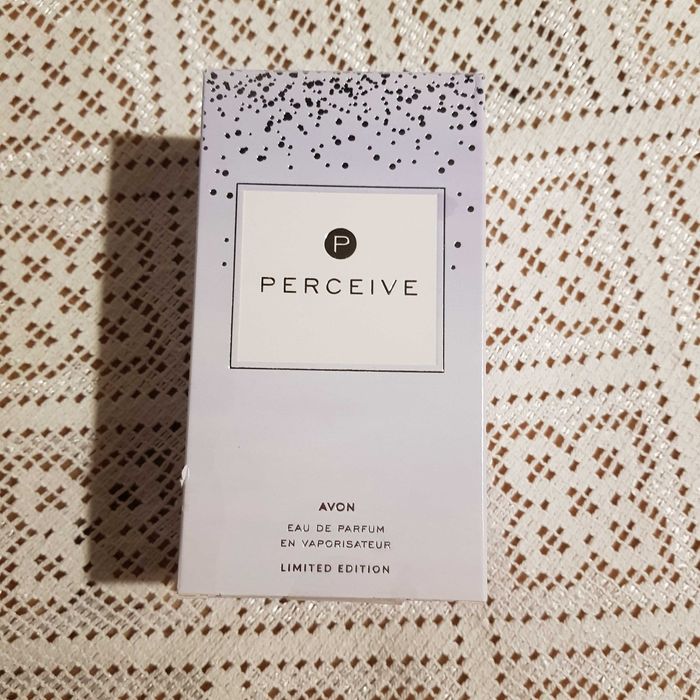 P
PERCEIVE
AVON
EAU DE PARFUM
EN VAPORISATEUR
LIMITED EDITION